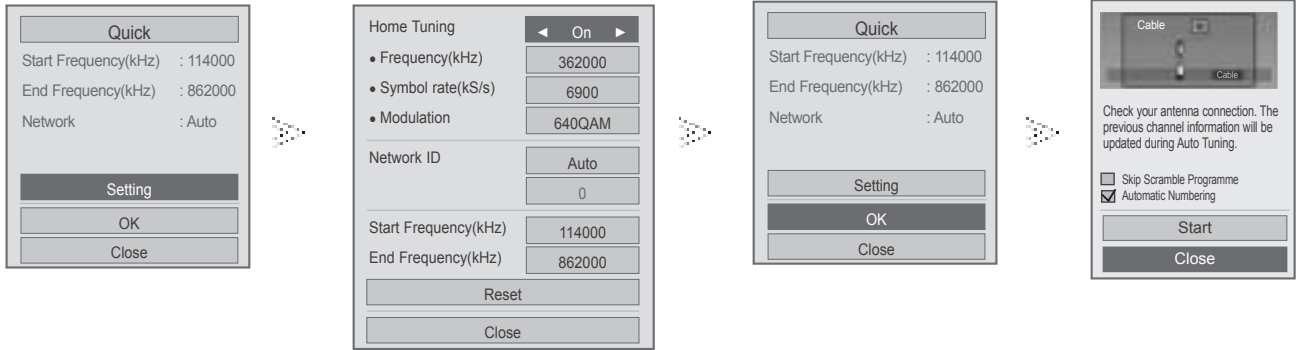 Quick
Start Frequency(kHz) : 114000
End Frequency(kHz) : 862000
Network : Auto
Setting
OK
Close
Home Tuning ◄ On ►
• Frequency(kHz) 362000
• Symbol rate(kS/s) 6900
• Modulation 640QAM
Network ID Auto
0
Start Frequency(kHz) 114000
End Frequency(kHz) 862000
Reset
Close
Quick
Start Frequency(kHz) : 114000
End Frequency(kHz) : 862000
Network : Auto
Setting
OK
Close
Cable
Cable
Check your antenna connection. The
previous channel information will be
updated during Auto Tuning.
Skip Scramble Programme
Automatic Numbering
Start
Close